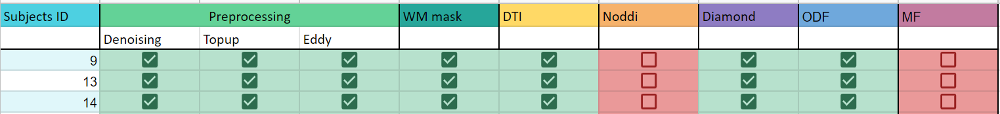 Subjects ID Preprocessing WM mask DTI Noddi Diamond ODF MF
Denoising Topup Eddy
9
13
14